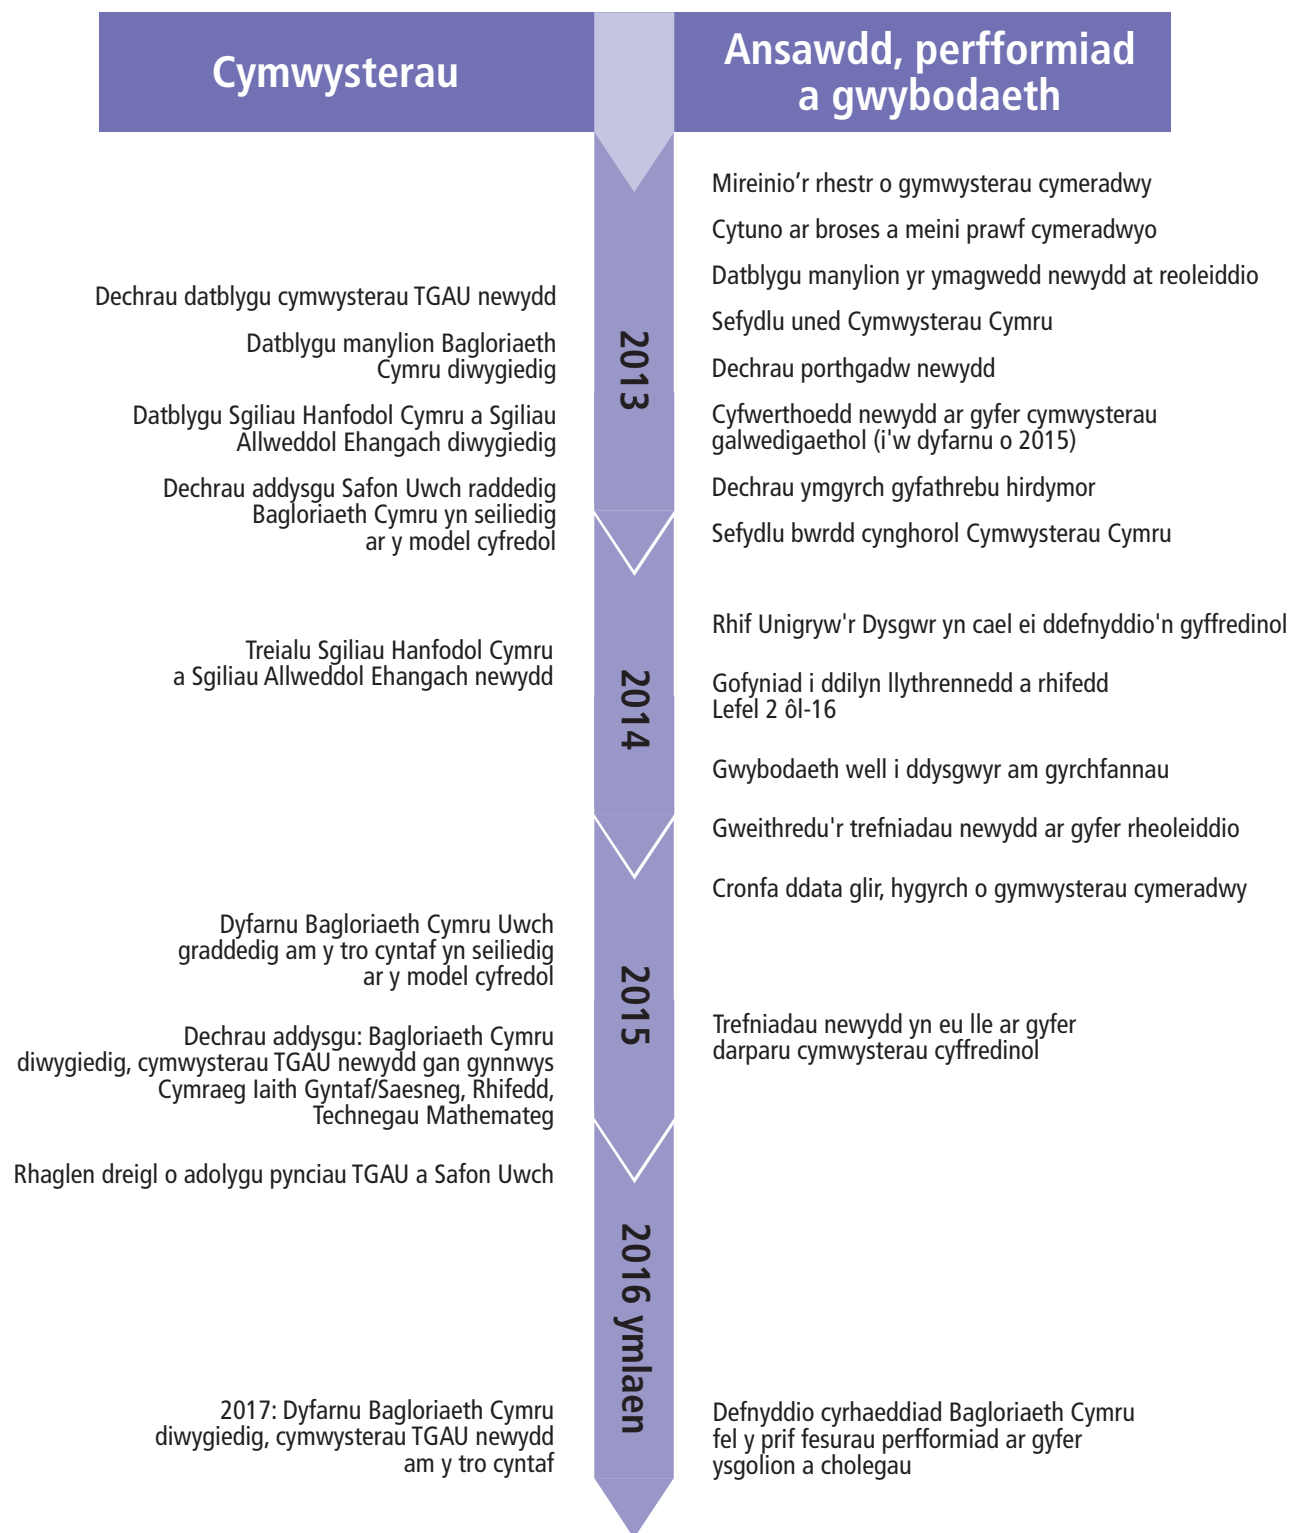 Cymwysterau
Ansawdd, perfformiad
a gwybodaeth
2013
Dechrau datblygu cymwysterau TGAU newydd
Datblygu manylion Bagloriaeth
Cymru diwygiedig
Datblygu Sgiliau Hanfodol Cymru a Sgiliau
Allweddol Ehangach diwygiedig
Dechrau addysgu Safon Uwch raddedig
Bagloriaeth Cymru yn seiliedig
ar y model cyfredol
Mireinio’r rhestr o gymwysterau cymeradwy
Cytuno ar broses a meini prawf cymeradwyo
Datblygu manylion yr ymagwedd newydd at reoleiddio
Sefydlu uned Cymwysterau Cymru
Dechrau porthgadw newydd
Cyfwerthoedd newydd ar gyfer cymwysterau
galwedigaethol (i'w dyfarnu o 2015)
Dechrau ymgyrch gyfathrebu hirdymor
Sefydlu bwrdd cynghorol Cymwysterau Cymru
2014
Treialu Sgiliau Hanfodol Cymru
a Sgiliau Allweddol Ehangach newydd
Rhif Unigryw'r Dysgwr yn cael ei ddefnyddio'n gyffredinol
Gofyniad i ddilyn llythrennedd a rhifedd
Lefel 2 ôl-16
Gwybodaeth well i ddysgwyr am gyrchfannau
Gweithredu'r trefniadau newydd ar gyfer rheoleiddio
Cronfa ddata glir, hygyrch o gymwysterau cymeradwy
2015
Dyfarnu Bagloriaeth Cymru Uwch
graddedig am y tro cyntaf yn seiliedig
ar y model cyfredol
Dechrau addysgu: Bagloriaeth Cymru
diwygiedig, cymwysterau TGAU newydd gan gynnwys
Cymraeg Iaith Gyntaf/Saesneg, Rhifedd,
Technegau Mathemateg
Rhaglen dreigl o adolygu pynciau TGAU a Safon Uwch
Trefniadau newydd yn eu lle ar gyfer
darparu cymwysterau cyffredinol
2016 ymlaen
2017: Dyfarnu Bagloriaeth Cymru
diwygiedig, cymwysterau TGAU newydd
am y tro cyntaf
Defnyddio cyrhaeddiad Bagloriaeth Cymru
fel y prif fesurau perfformiad ar gyfer
ysgolion a cholegau